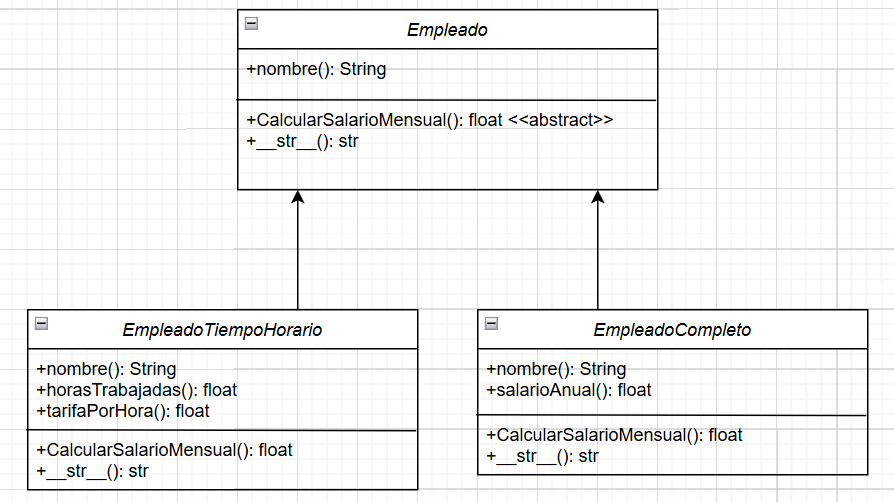 Empleado
+nombre(): String
+CalcularSalarioMensual(): float <<abstract>>
+__str__(): str
EmpleadoTiempoHorario
+nombre(): String
+horasTrabajadas(): float
+tarifaPorHora(): float
+CalcularSalarioMensual(): float
+__str__(): str
EmpleadoCompleto
+nombre(): String
+salarioAnual(): float
+CalcularSalarioMensual(): float
+__str__(): str